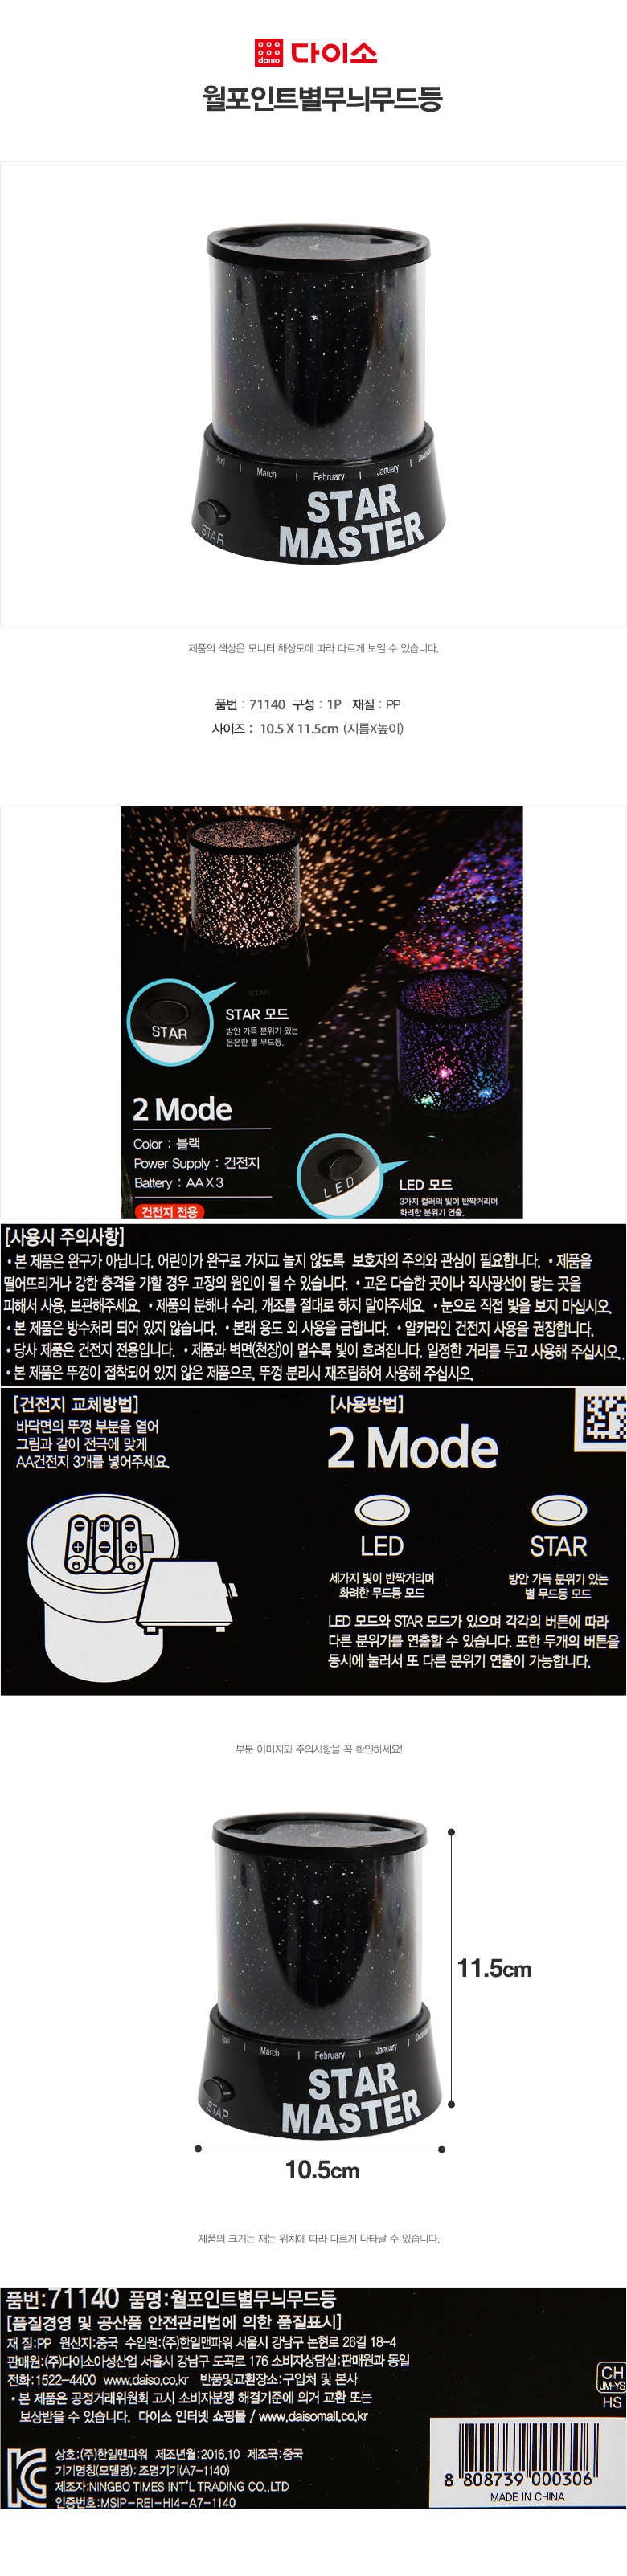 daiso 다이소
월포인트별무늬무드등
April | March | February | January | December
STAR
STAR
MASTER
제품의 색상은 모니터 해상도에 따라 다르게 보일 수 있습니다.
품번 : 71140 구성 : 1P 재질 : PP
사이즈 : 10.5 X 11.5cm (지름X높이)
STAR
STAR
STAR 모드
방안 가득 분위기 있는
은은한 별 무드등.
2 Mode
Color : 블랙
Power Supply : 건전지
Battery : AA X 3
건전지 전용
LED
LED 모드
3가지 컬러의 빛이 반짝거리며
화려한 분위기 연출.
[사용시 주의사항]
• 본 제품은 완구가 아닙니다. 어린이가 완구로 가지고 놀지 않도록 보호자의 주의와 관심이 필요합니다. • 제품을
떨어뜨리거나 강한 충격을 가할 경우 고장의 원인이 될 수 있습니다. • 고온 다습한 곳이나 직사광선이 닿는 곳을
피해서 사용, 보관해주세요. • 제품의 분해나 수리, 개조를 절대로 하지 말아주세요. • 눈으로 직접 빛을 보지 마십시오.
• 본 제품은 방수처리 되어 있지 않습니다. • 본래 용도 외 사용을 금합니다. • 알카라인 건전지 사용을 권장합니다.
• 당사 제품은 건전지 전용입니다. • 제품과 벽면(천장)이 멀수록 빛이 흐려집니다. 일정한 거리를 두고 사용해 주십시오.
• 본 제품은 뚜껑이 접착되어 있지 않은 제품으로, 뚜껑 분리시 재조립하여 사용해 주십시오.
[건전지 교체방법]
바닥면의 뚜껑 부분을 열어
그림과 같이 전극에 맞게
AA건전지 3개를 넣어주세요.
[사용방법]
2 Mode
LED
세가지 빛이 반짝거리며
화려한 무드등 모드
STAR
방안 가득 분위기 있는
별 무드등 모드
LED 모드와 STAR 모드가 있으며 각각의 버튼에 따라
다른 분위기를 연출할 수 있습니다. 또한 두개의 버튼을
동시에 눌러서 또 다른 분위기 연출이 가능합니다.
부분 이미지와 주의사항을 꼭 확인하세요!
April | March | February | January | December
STAR
STAR
MASTER
11.5cm
10.5cm
제품의 크기는 재는 위치에 따라 다르게 나타날 수 있습니다.
품번:71140 품명:월포인트별무늬무드등
[품질경영 및 공산품 안전관리법에 의한 품질표시]
재 질:PP 원산지:중국 수입원:(주)한일맨파워 서울시 강남구 논현로 26길 18-4
판매원:(주)다이소아성산업 서울시 강남구 도곡로 176 소비자상담실:판매원과 동일
전화:1522-4400 www.daiso.co.kr 반품및교환장소:구입처 및 본사
• 본 제품은 공정거래위원회 고시 소비자분쟁 해결기준에 의거 교환 또는
보상받을 수 있습니다. 다이소 인터넷 쇼핑몰 / www.daisomall.co.kr
CH
JM-YS
HS
상호:(주)한일맨파워 제조년월:2016.10 제조국:중국
기기명칭(모델명):조명기기(A7-1140)
제조자:NINGBO TIMES INT'L TRADING CO.,LTD
인증번호:MSIP-REI-HI4-A7-1140
8 808739 000306
MADE IN CHINA